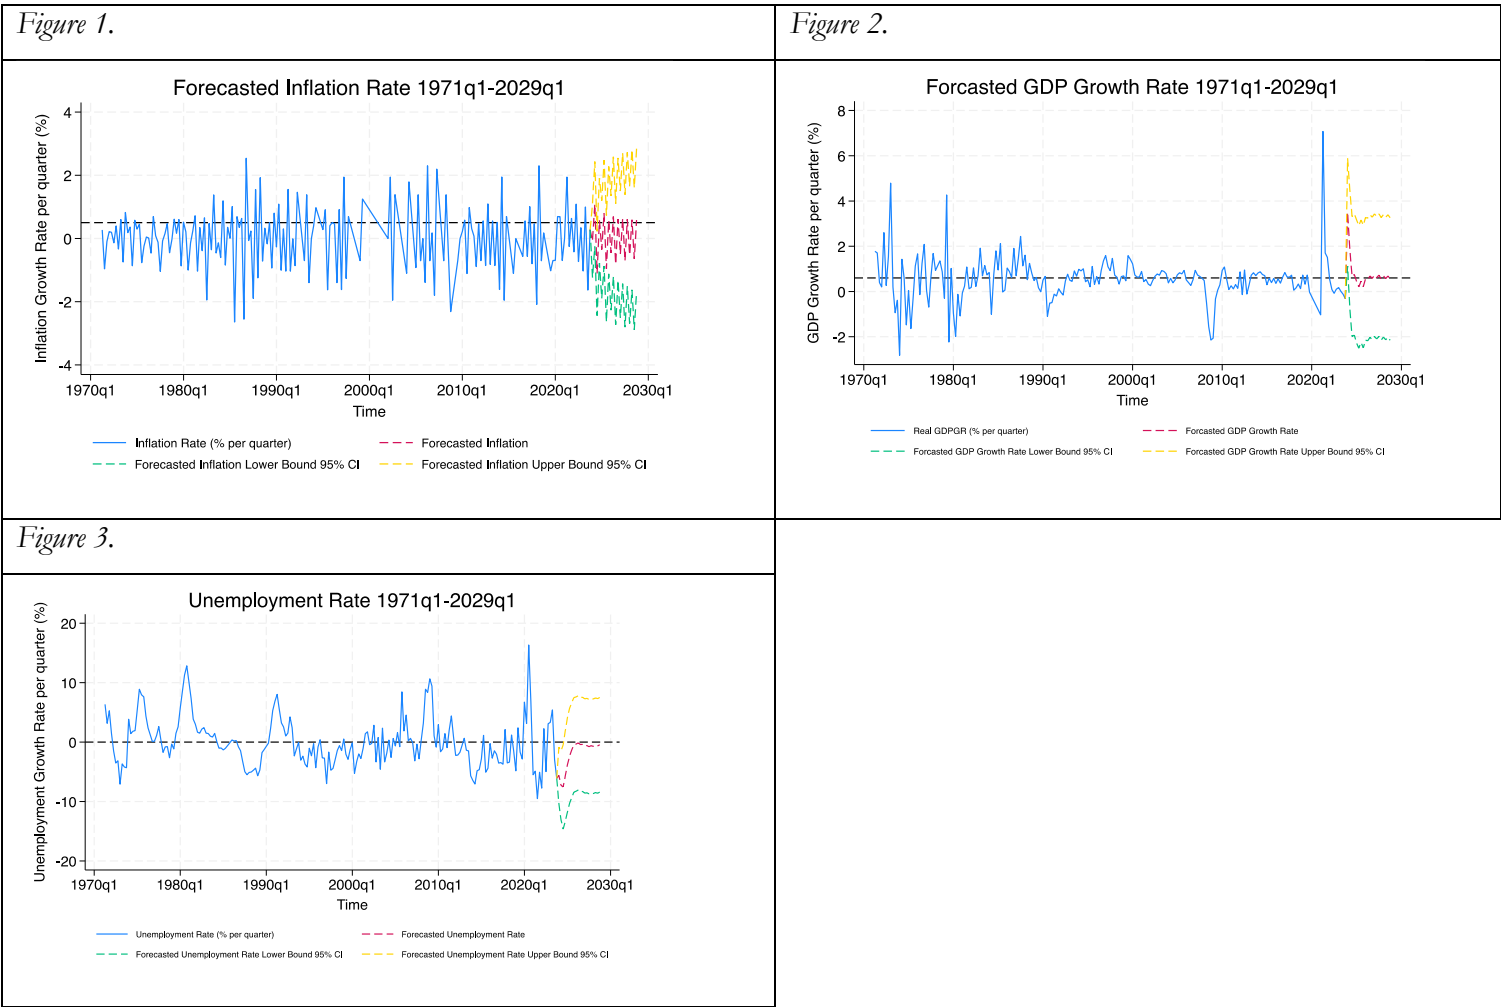 Figure 1.
Forecasted Inflation Rate 1971q1-2029q1
Inflation Growth Rate per quarter (%)
4
2
0
-2
-4
1970q1 1980q1 1990q1 2000q1 2010q1 2020q1 2030q1
Time
Inflation Rate (% per quarter) Forecasted Inflation
Forecasted Inflation Lower Bound 95% CI Forecasted Inflation Upper Bound 95% CI
Figure 2.
Forcasted GDP Growth Rate 1971q1-2029q1
GDP Growth Rate per quarter (%)
8
6
4
2
0
-2
1970q1 1980q1 1990q1 2000q1 2010q1 2020q1 2030q1
Time
Real GDPGR (% per quarter) Forcasted GDP Growth Rate
Forcasted GDP Growth Rate Lower Bound 95% CI Forcasted GDP Growth Rate Upper Bound 95% CI
Figure 3.
Unemployment Rate 1971q1-2029q1
Unemployment Growth Rate per quarter (%)
20
10
0
-10
-20
1970q1 1980q1 1990q1 2000q1 2010q1 2020q1 2030q1
Time
Unemployment Rate (% per quarter) Forecasted Unemployment Rate
Forecasted Unemployment Rate Lower Bound 95% CI Forecasted Unemployment Rate Upper Bound 95% CI